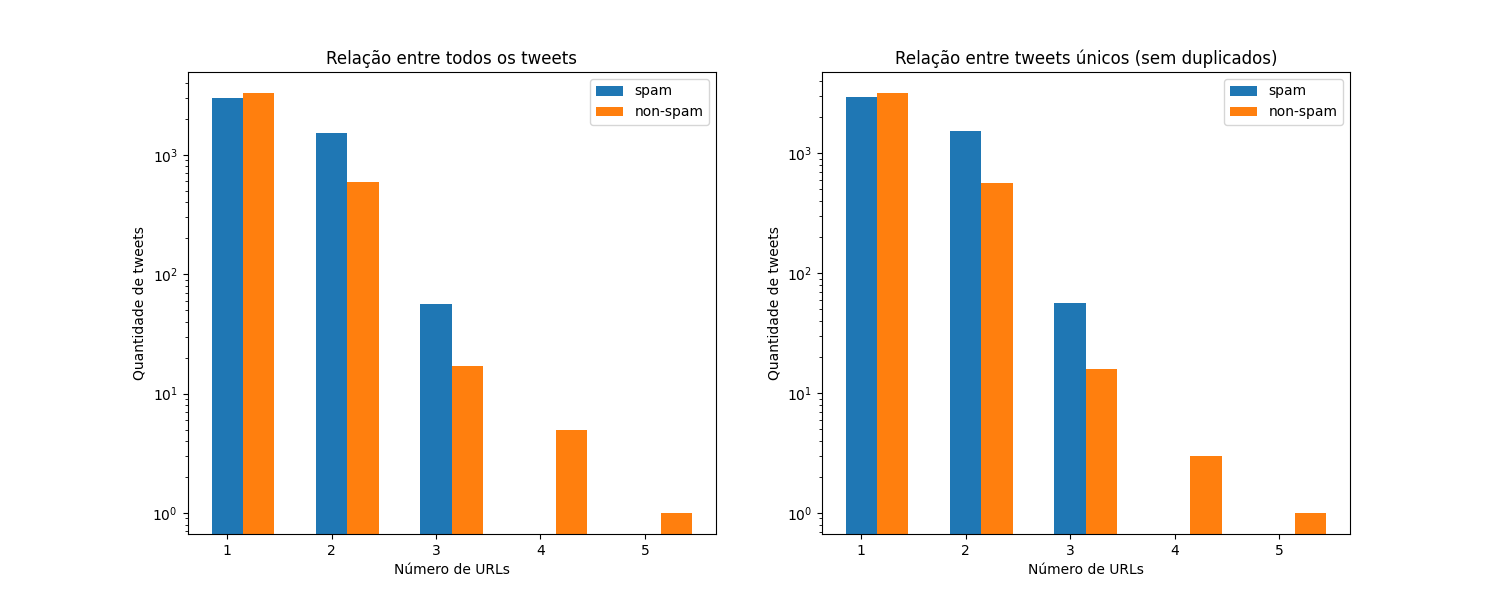 Relação entre todos os tweets
spam
non-spam
Quantidade de tweets
10³
10²
10¹
10⁰
1 2 3 4 5
Número de URLs
Relação entre tweets únicos (sem duplicados)
spam
non-spam
Quantidade de tweets
10³
10²
10¹
10⁰
1 2 3 4 5
Número de URLs